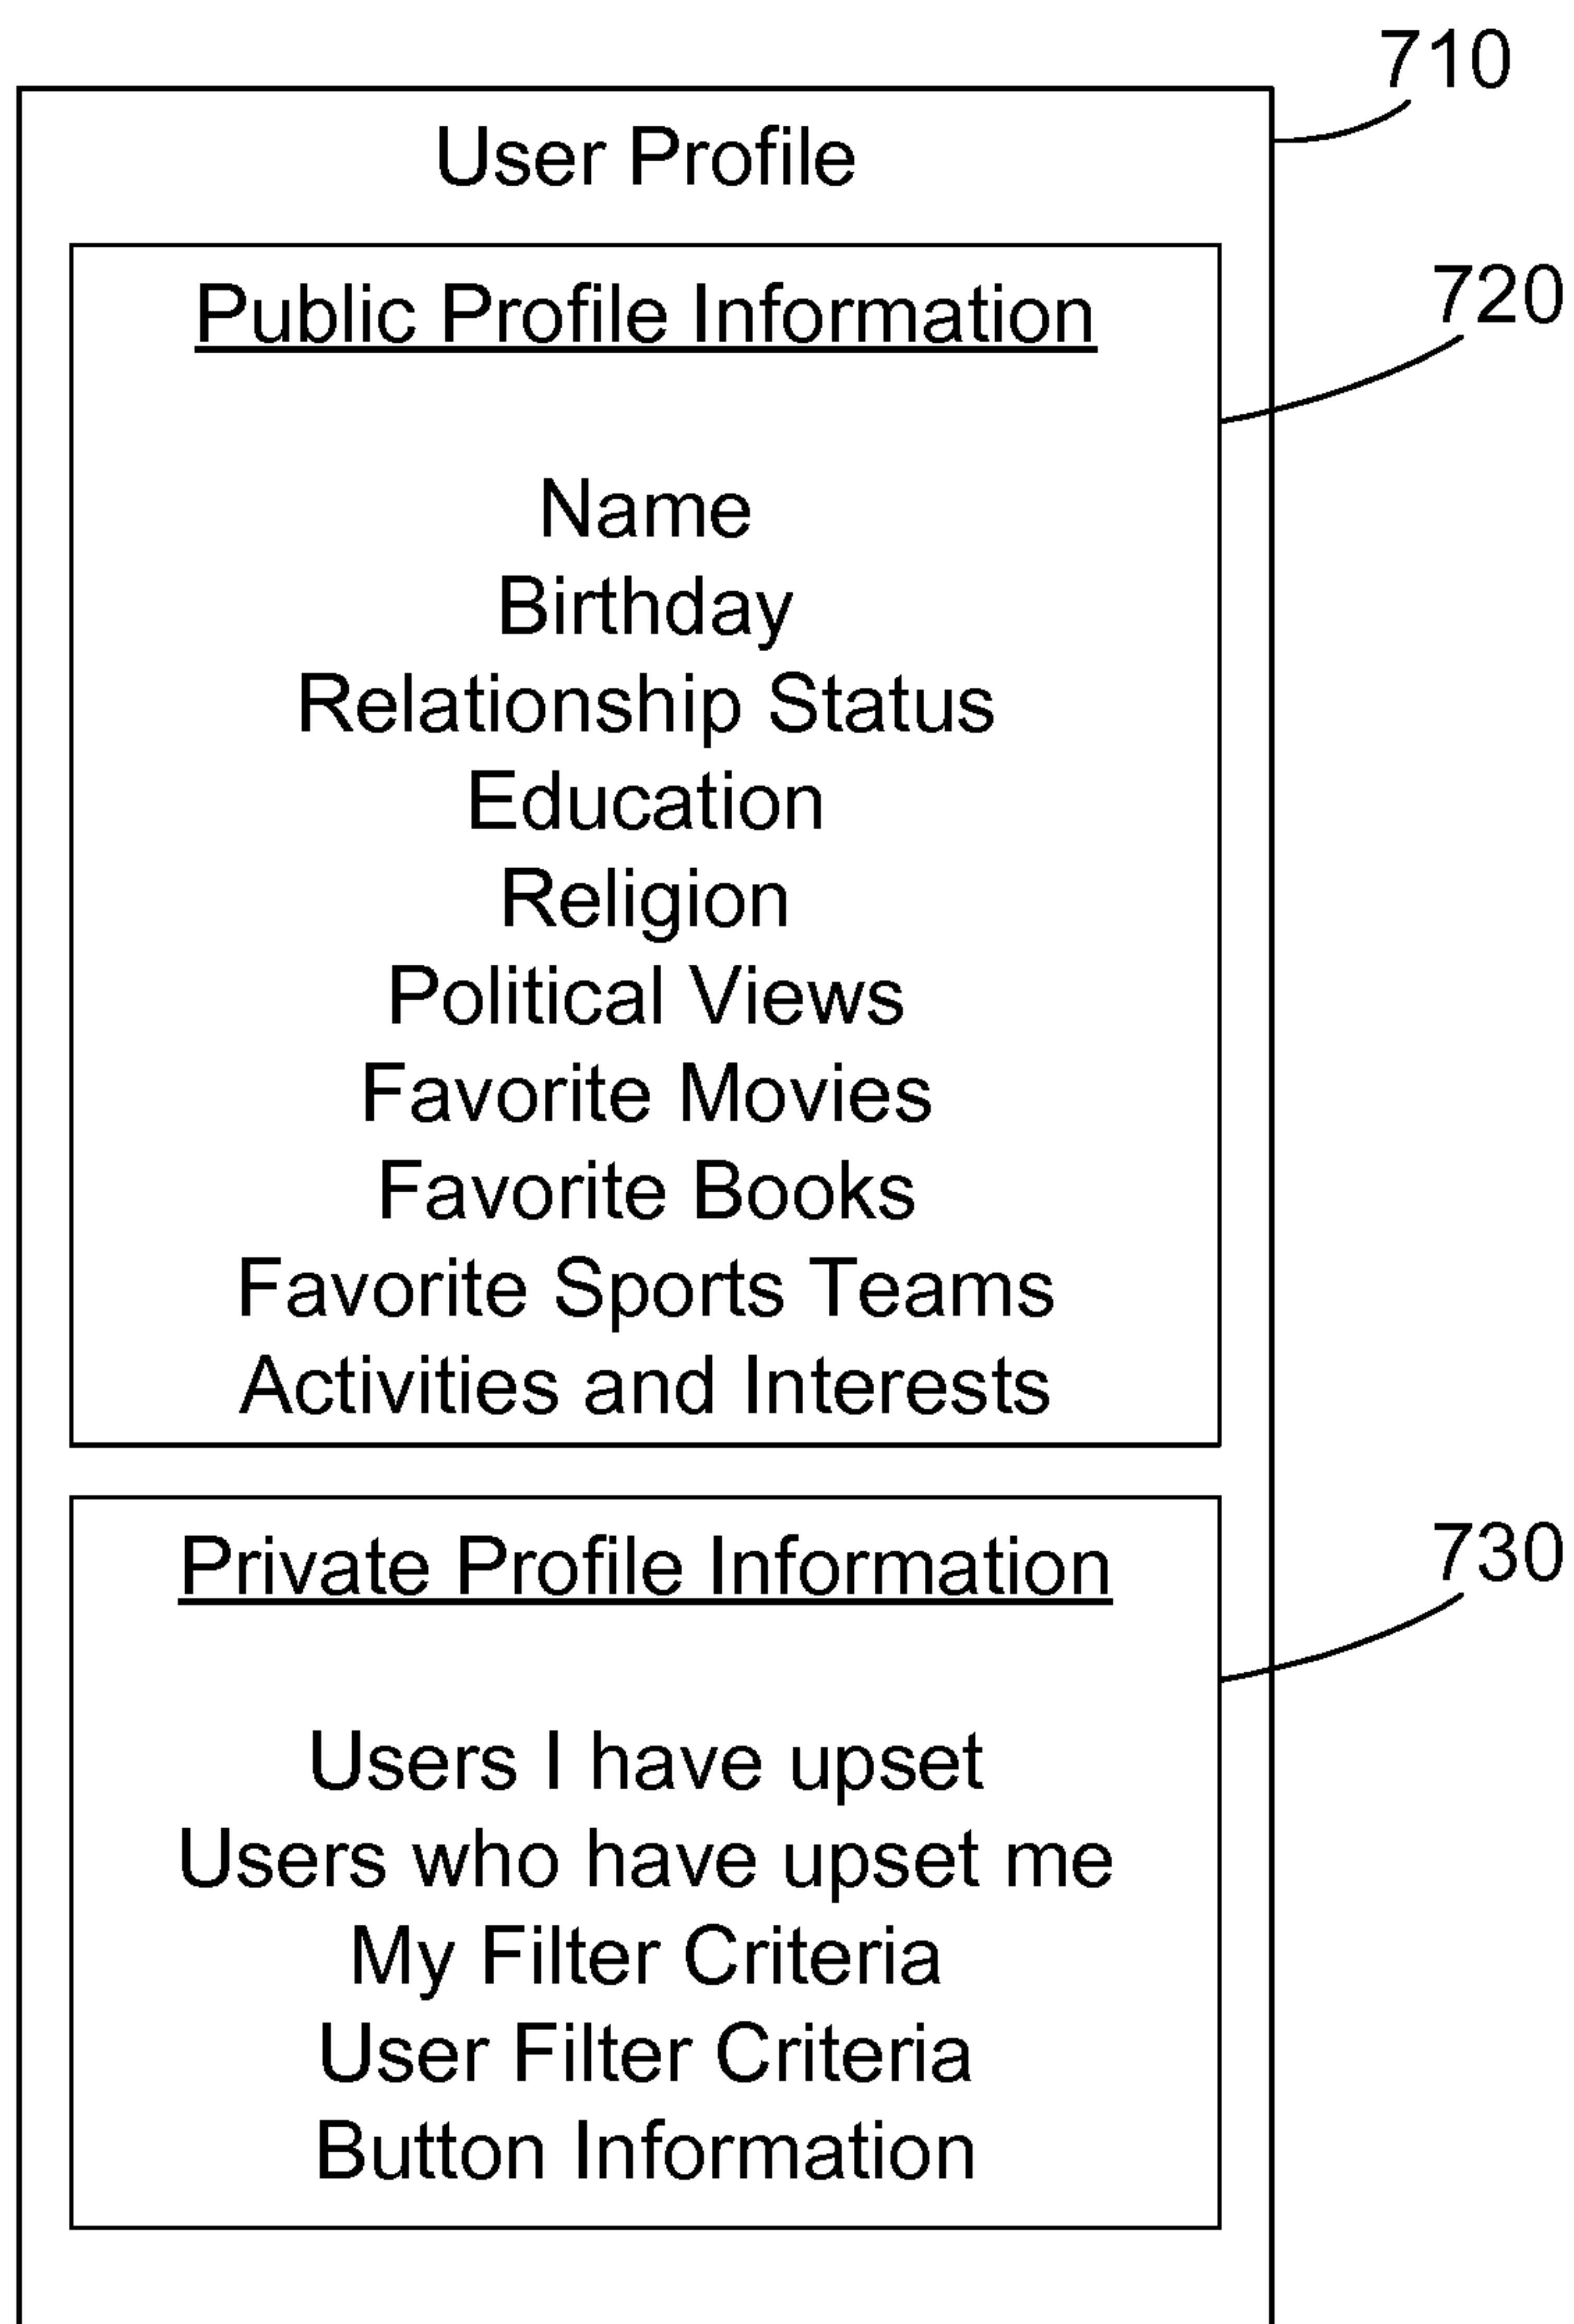 710
User Profile
720
Public Profile Information
Name
Birthday
Relationship Status
Education
Religion
Political Views
Favorite Movies
Favorite Books
Favorite Sports Teams
Activities and Interests
730
Private Profile Information
Users I have upset
Users who have upset me
My Filter Criteria
User Filter Criteria
Button Information